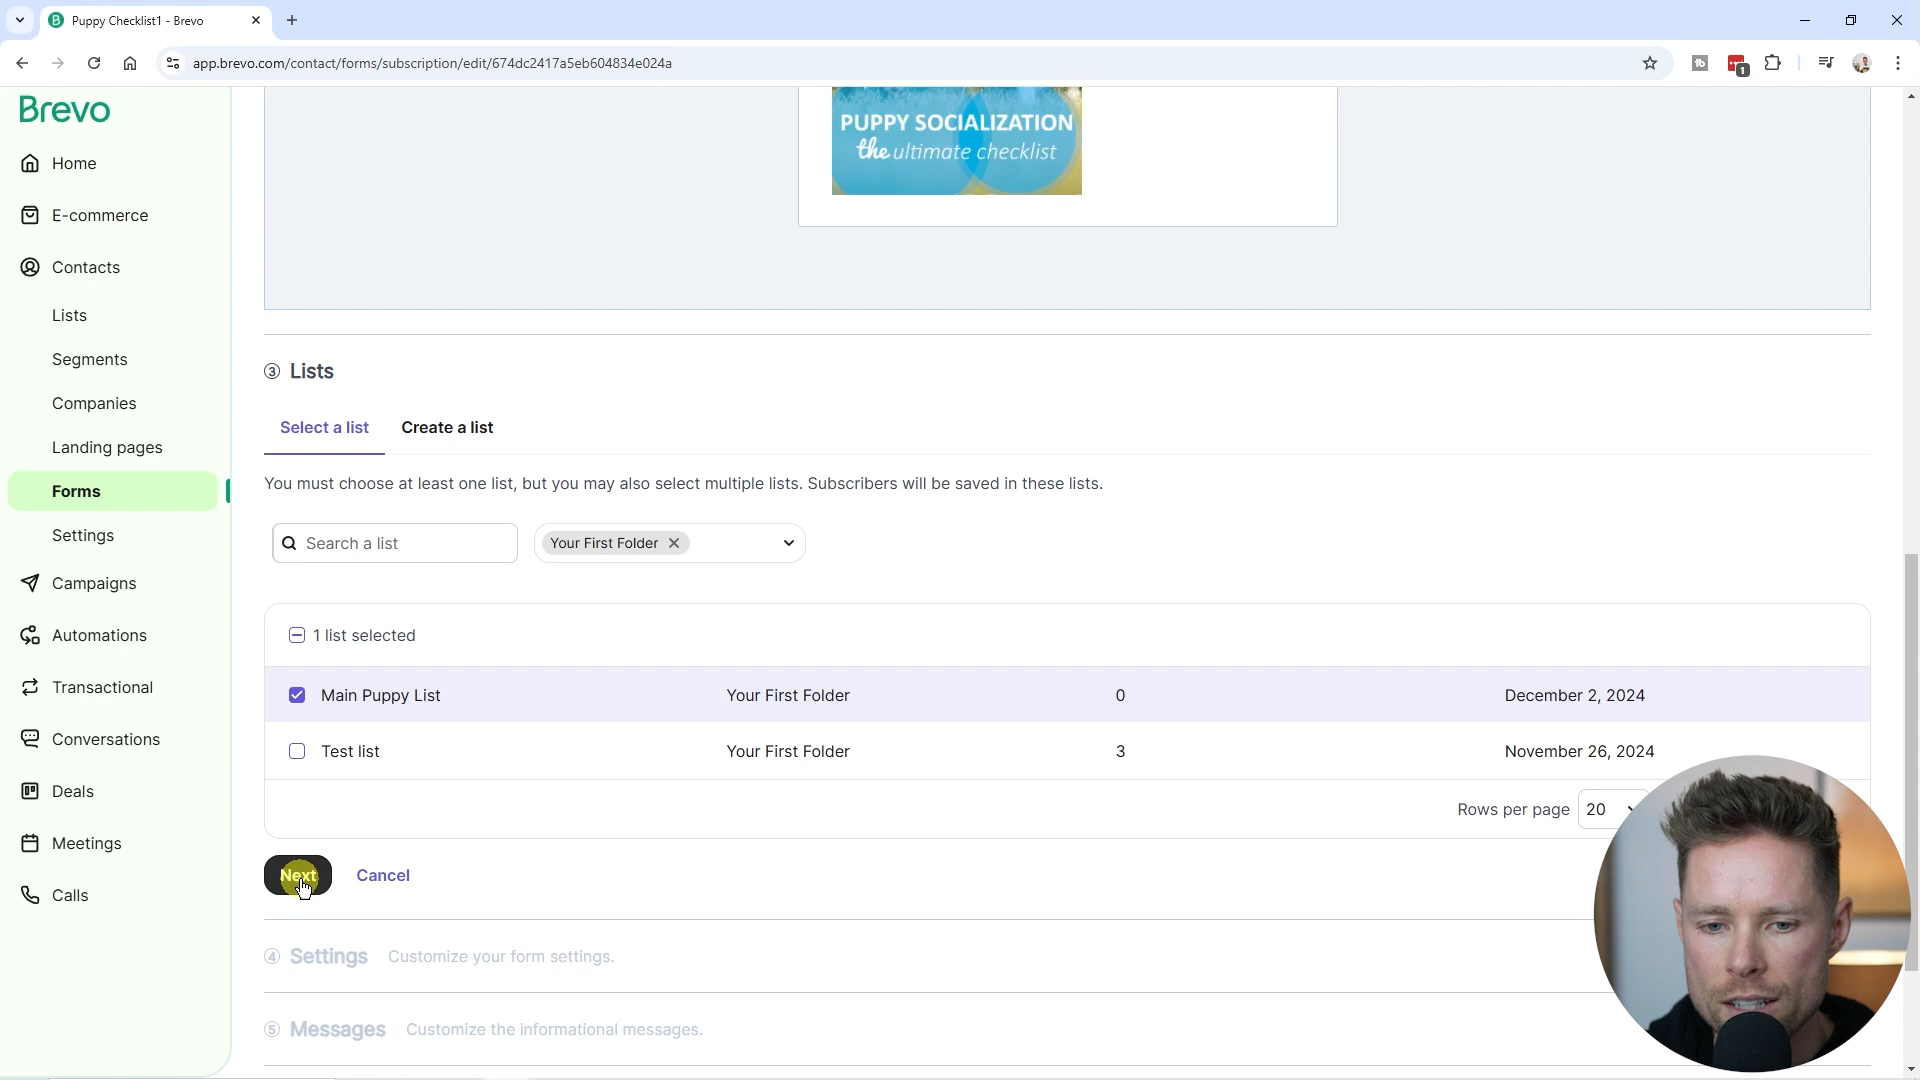 Puppy Checklist1 - Brevo
app.brevo.com/contact/forms/subscription/edit/674dc2417a5eb604834e024a
1
Brevo
Home
E-commerce
Contacts
Lists
Segments
Companies
Landing pages
Forms
Settings
Campaigns
Automations
Transactional
Conversations
Deals
Meetings
Calls
PUPPY SOCIALIZATION
the ultimate checklist
3 Lists
Select a list Create a list
You must choose at least one list, but you may also select multiple lists. Subscribers will be saved in these lists.
Search a list Your First Folder
1 list selected
Main Puppy List Your First Folder 0 December 2, 2024
Test list Your First Folder 3 November 26, 2024
Rows per page 20
Next Cancel
4 Settings Customize your form settings.
5 Messages Customize the informational messages.